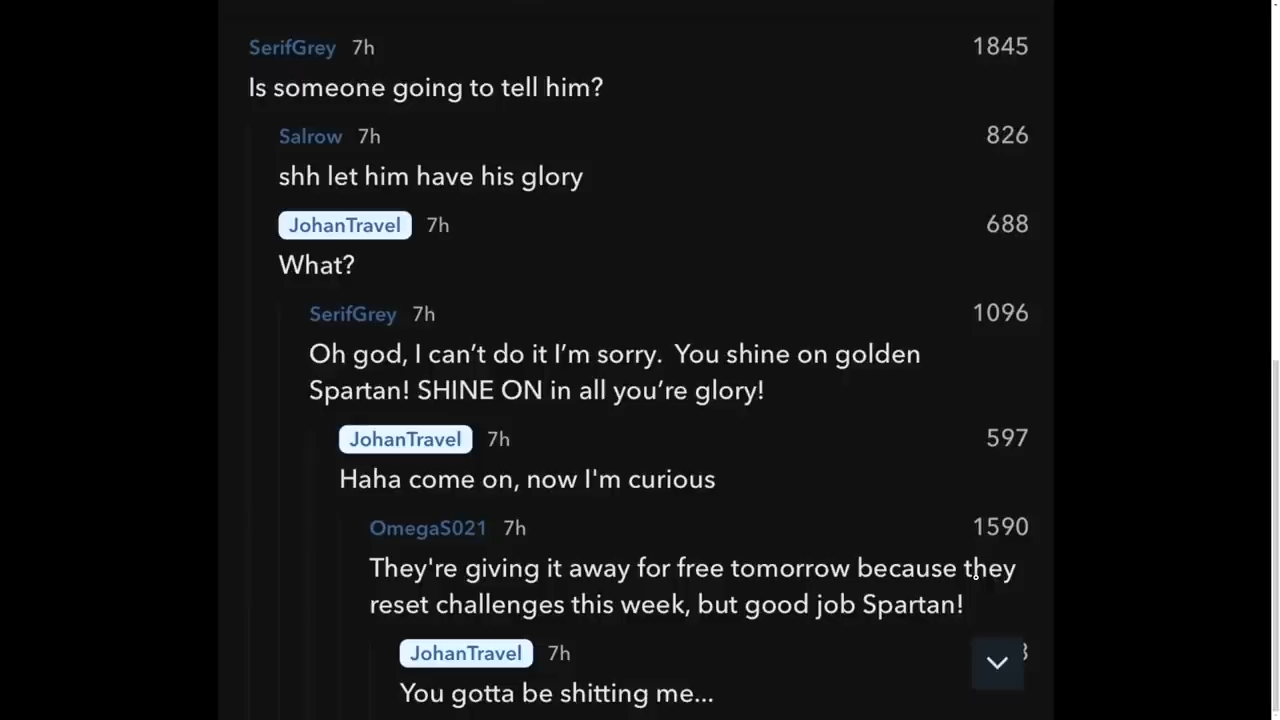 SerifGrey 7h 1845
Is someone going to tell him?
Salrow 7h 826
shh let him have his glory
JohanTravel 7h 688
What?
SerifGrey 7h 1096
Oh god, I can’t do it I’m sorry.  You shine on golden
Spartan! SHINE ON in all you’re glory!
JohanTravel 7h 597
Haha come on, now I'm curious
OmegaS021 7h 1590
They're giving it away for free tomorrow because they
reset challenges this week, but good job Spartan!
JohanTravel 7h
You gotta be shitting me...